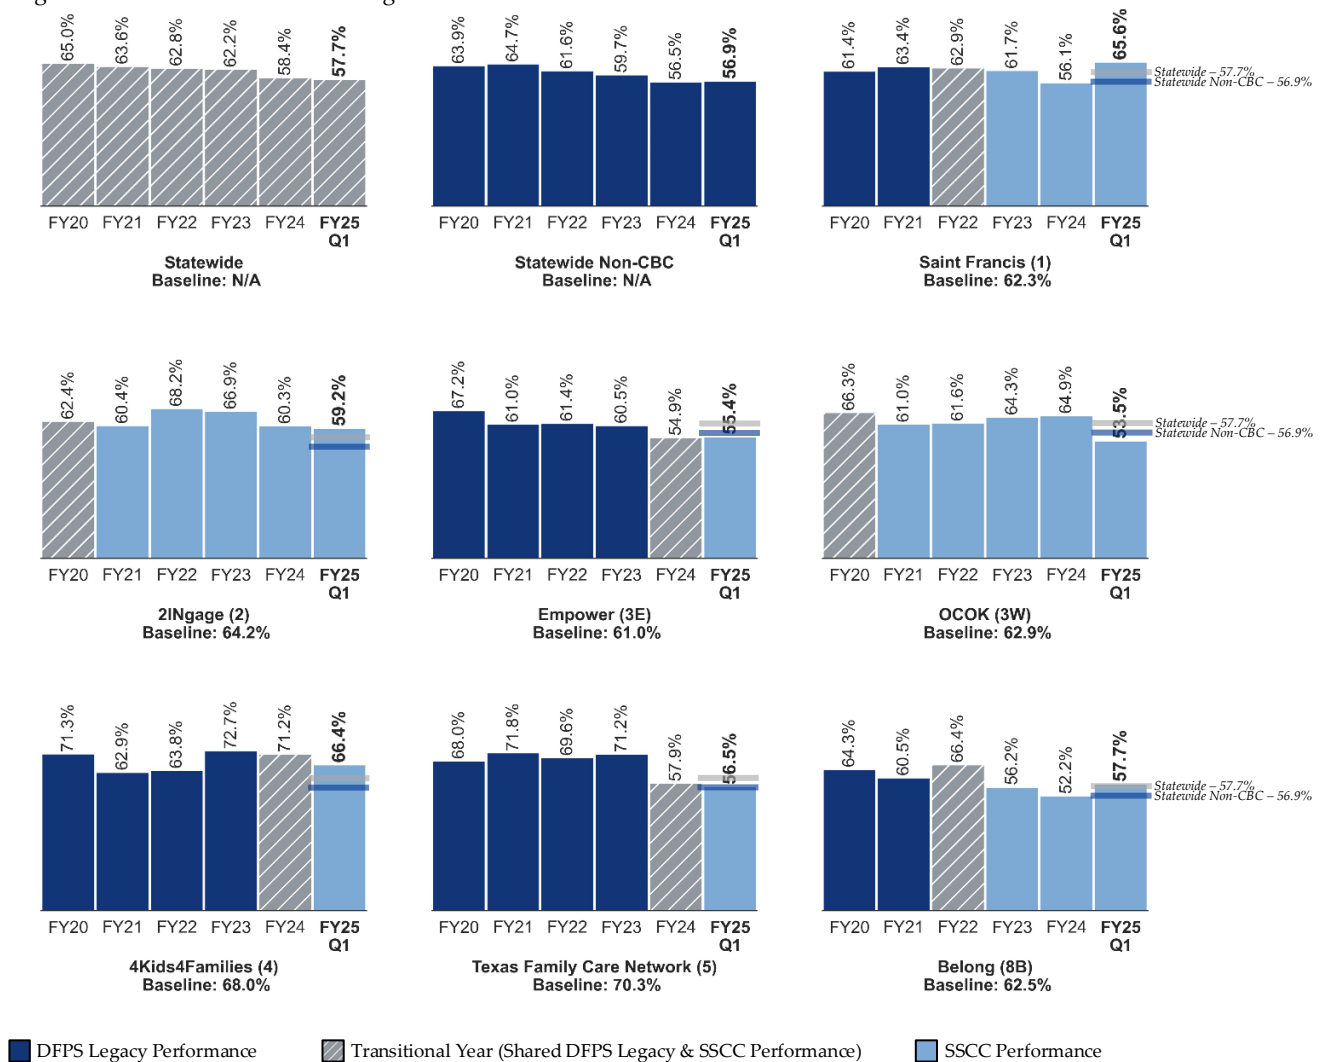 65.0% 63.6% 62.8% 62.2% 58.4% 57.7%
FY20 FY21 FY22 FY23 FY24 FY25 Q1
Statewide
Baseline: N/A
63.9% 64.7% 61.6% 59.7% 56.5% 56.9%
FY20 FY21 FY22 FY23 FY24 FY25 Q1
Statewide Non-CBC
Baseline: N/A
61.4% 63.4% 62.9% 61.7% 56.1% 65.6%
Statewide – 57.7%
Statewide Non-CBC – 56.9%
FY20 FY21 FY22 FY23 FY24 FY25 Q1
Saint Francis (1)
Baseline: 62.3%
62.4% 60.4% 68.2% 66.9% 60.3% 59.2%
FY20 FY21 FY22 FY23 FY24 FY25 Q1
2INgage (2)
Baseline: 64.2%
67.2% 61.0% 61.4% 60.5% 54.9% 55.4%
FY20 FY21 FY22 FY23 FY24 FY25 Q1
Empower (3E)
Baseline: 61.0%
66.3% 61.0% 61.6% 64.3% 64.9% 53.5%
Statewide – 57.7%
Statewide Non-CBC – 56.9%
FY20 FY21 FY22 FY23 FY24 FY25 Q1
OCOK (3W)
Baseline: 62.9%
71.3% 62.9% 63.8% 72.7% 71.2% 66.4%
FY20 FY21 FY22 FY23 FY24 FY25 Q1
4Kids4Families (4)
Baseline: 68.0%
68.0% 71.8% 69.6% 71.2% 57.9% 56.5%
FY20 FY21 FY22 FY23 FY24 FY25 Q1
Texas Family Care Network (5)
Baseline: 70.3%
64.3% 60.5% 66.4% 56.2% 52.2% 57.7%
Statewide – 57.7%
Statewide Non-CBC – 56.9%
FY20 FY21 FY22 FY23 FY24 FY25 Q1
Belong (8B)
Baseline: 62.5%
DFPS Legacy Performance
Transitional Year (Shared DFPS Legacy & SSCC Performance)
SSCC Performance